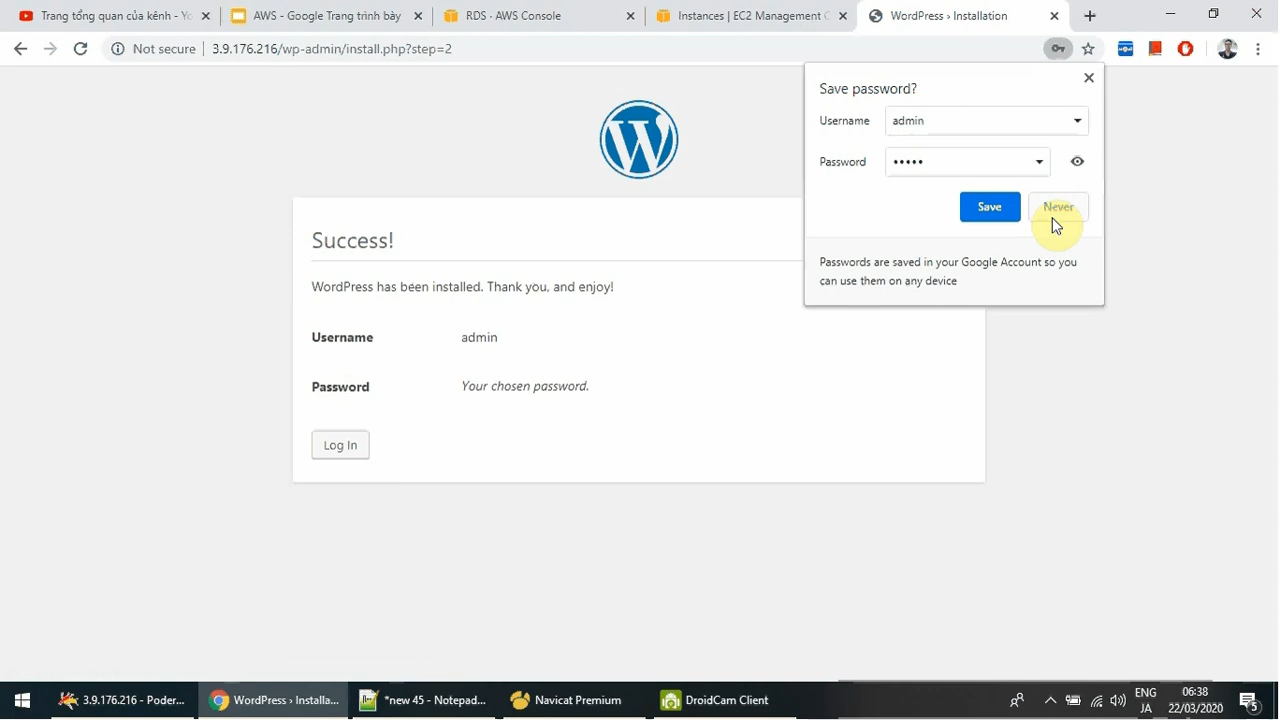 Trang tổng quan của kênh - Yo
AWS - Google Trang trình bày
RDS · AWS Console
Instances | EC2 Management C
WordPress › Installation
Not secure
3.9.176.216/wp-admin/install.php?step=2
Save password?
Username
admin
Password
•••••
Save
Never
Passwords are saved in your Google Account so you
can use them on any device
Success!
WordPress has been installed. Thank you, and enjoy!
Username
admin
Password
Your chosen password.
Log In
3.9.176.216 - Poder...
WordPress › Installa...
*new 45 - Notepad...
Navicat Premium
DroidCam Client
ENG
JA
06:38
22/03/2020
5